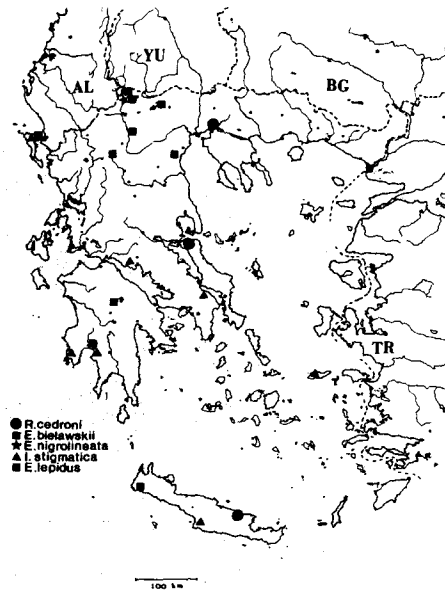 YU
AL
BG
TR
R.cedroni
E.bielawskii
E.nigrolineata
I.stigmatica
E.lepidus
100 km